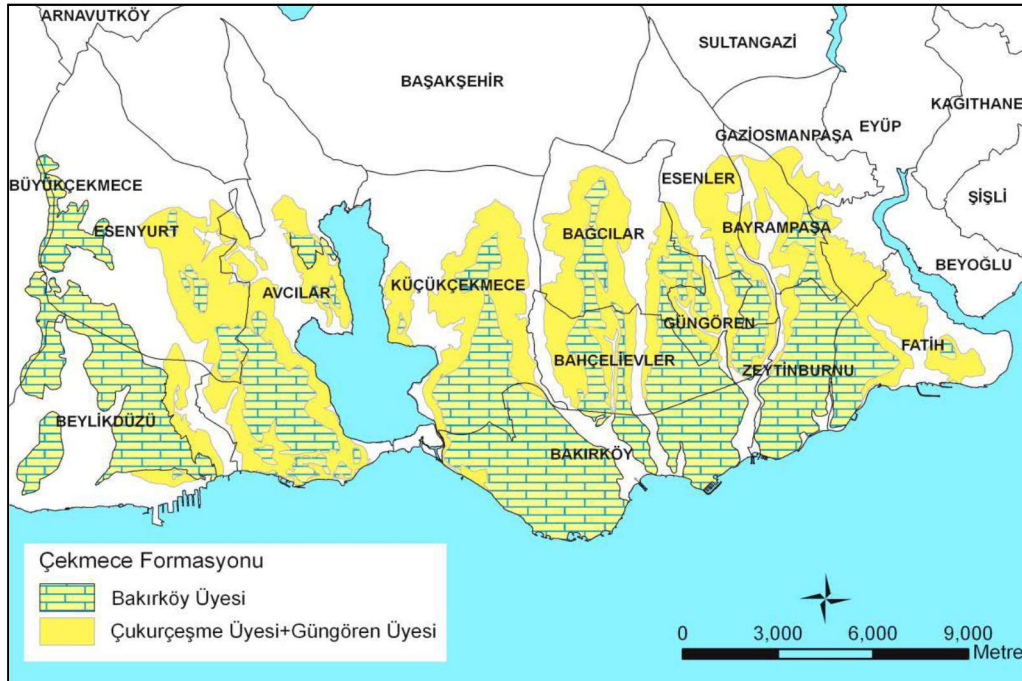 ARNAVUTKÖY
SULTANGAZİ
BAŞAKŞEHİR
KAGITHANE
EYÜP
GAZİOSMANPAŞA
ESENLER
BÜYÜKÇEKMECE
ŞİŞLİ
ESENYURT
BAĞCILAR
BAYRAMPAŞA
BEYOĞLU
AVCILAR
KÜÇÜKÇEKMECE
GÜNGÖREN
FATİH
BAHÇELİEVLER
ZEYTİNBURNU
BEYLİKDÜZÜ
BAKIRKÖY
Çekmece Formasyonu
Bakırköy Üyesi
Çukurçeşme Üyesi+Güngören Üyesi
0 3,000 6,000 9,000
Metre